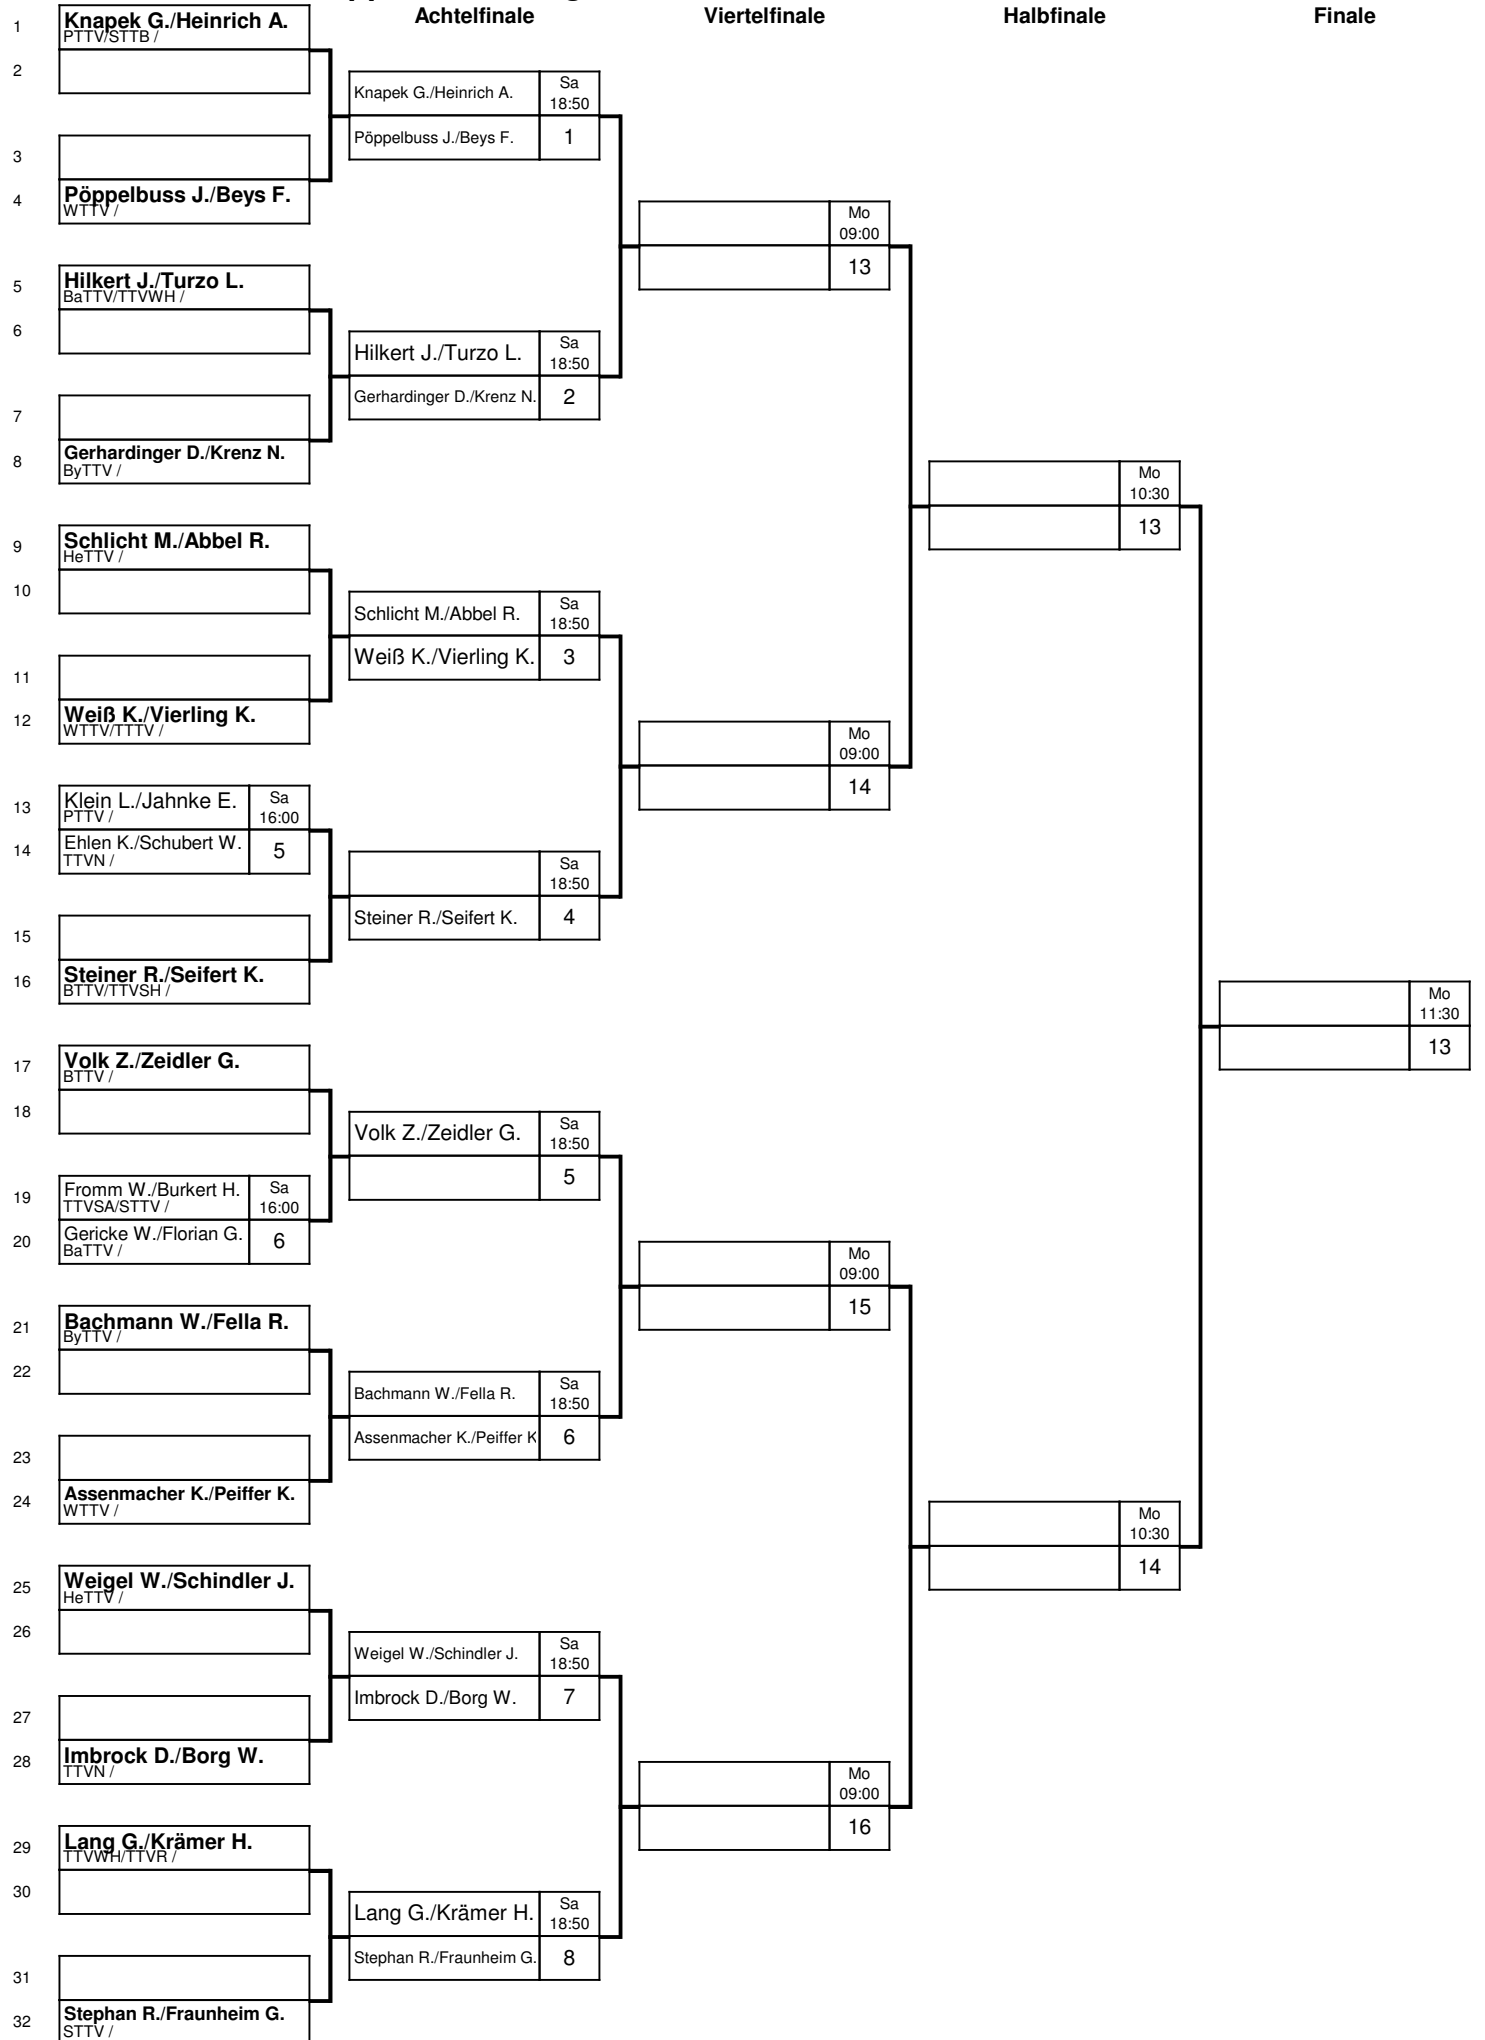 Achtelfinale Viertelfinale Halbfinale Finale
1 Knapek G./Heinrich A.
PTTV/STTB /
2
Knapek G./Heinrich A. Sa
18:50
Pöppelbuss J./Beys F. 1
3
4 Pöppelbuss J./Beys F.
WTTV /
Mo
09:00
13
5 Hilkert J./Turzo L.
BaTTV/TTVWH /
6
Hilkert J./Turzo L. Sa
18:50
Gerhardinger D./Krenz N. 2
7
8 Gerhardinger D./Krenz N.
ByTTV /
Mo
10:30
13
9 Schlicht M./Abbel R.
HeTTV /
10
Schlicht M./Abbel R. Sa
18:50
Weiß K./Vierling K. 3
11
12 Weiß K./Vierling K.
WTTV/TTTV /
Mo
09:00
14
13 Klein L./Jahnke E. Sa
PTTV / 16:00
14 Ehlen K./Schubert W. 5
TTVN /
Sa
18:50
Steiner R./Seifert K. 4
15
16 Steiner R./Seifert K.
BTTV/TTVSH /
Mo
11:30
13
17 Volk Z./Zeidler G.
BTTV /
18
Volk Z./Zeidler G. Sa
18:50
5
19 Fromm W./Burkert H. Sa
TTVSA/STTV / 16:00
20 Gericke W./Florian G. 6
BaTTV /
Mo
09:00
15
21 Bachmann W./Fella R.
ByTTV /
22
Bachmann W./Fella R. Sa
18:50
Assenmacher K./Peiffer K 6
23
24 Assenmacher K./Peiffer K.
WTTV /
Mo
10:30
14
25 Weigel W./Schindler J.
HeTTV /
26
Weigel W./Schindler J. Sa
18:50
Imbrock D./Borg W. 7
27
28 Imbrock D./Borg W.
TTVN /
Mo
09:00
16
29 Lang G./Krämer H.
TTVWH/TTVR /
30
Lang G./Krämer H. Sa
18:50
Stephan R./Fraunheim G. 8
31
32 Stephan R./Fraunheim G.
STTV /